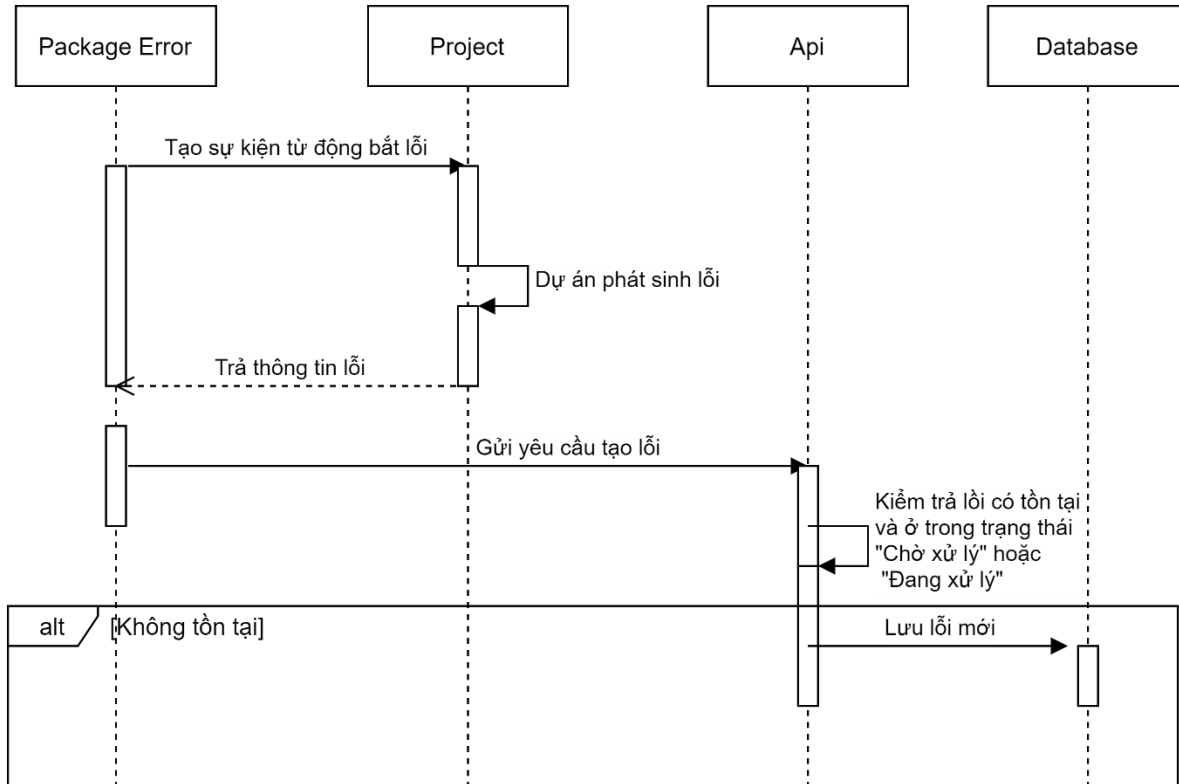 Package Error
Project
Api
Database
Tạo sự kiện từ động bắt lỗi
Dự án phát sinh lỗi
Trả thông tin lỗi
Gửi yêu cầu tạo lỗi
Kiểm trả lồi có tồn tại
và ở trong trạng thái
"Chờ xử lý" hoặc
"Đang xử lý"
alt
[Không tồn tại]
Lưu lỗi mới